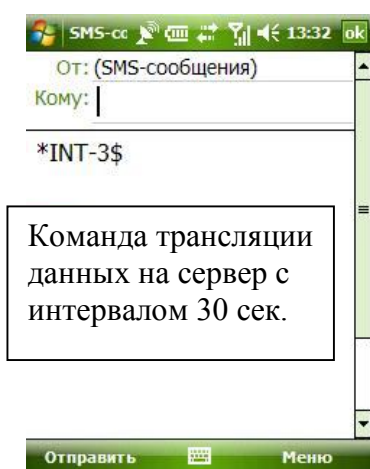 SMS-сс 13:32 ok
От: (SMS-сообщения)
Кому:
*INT-3$
Команда трансляции
данных на сервер с
интервалом 30 сек.
Отправить Меню